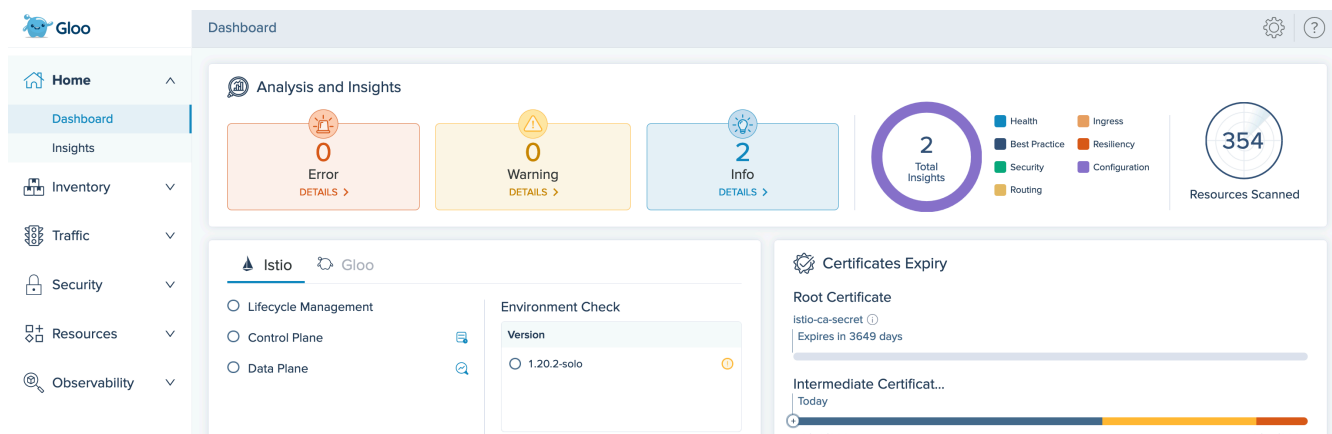 Gloo
Dashboard
?
Home
Dashboard
Insights
Inventory
Traffic
Security
Resources
Observability
Analysis and Insights
0
Error
DETAILS >
0
Warning
DETAILS >
2
Info
DETAILS >
2
Total
Insights
Health
Best Practice
Security
Routing
Ingress
Resiliency
Configuration
354
Resources Scanned
Istio
Gloo
Lifecycle Management
Control Plane
Data Plane
Environment Check
Version
1.20.2-solo
Certificates Expiry
Root Certificate
istio-ca-secret
Expires in 3649 days
Intermediate Certificat...
Today